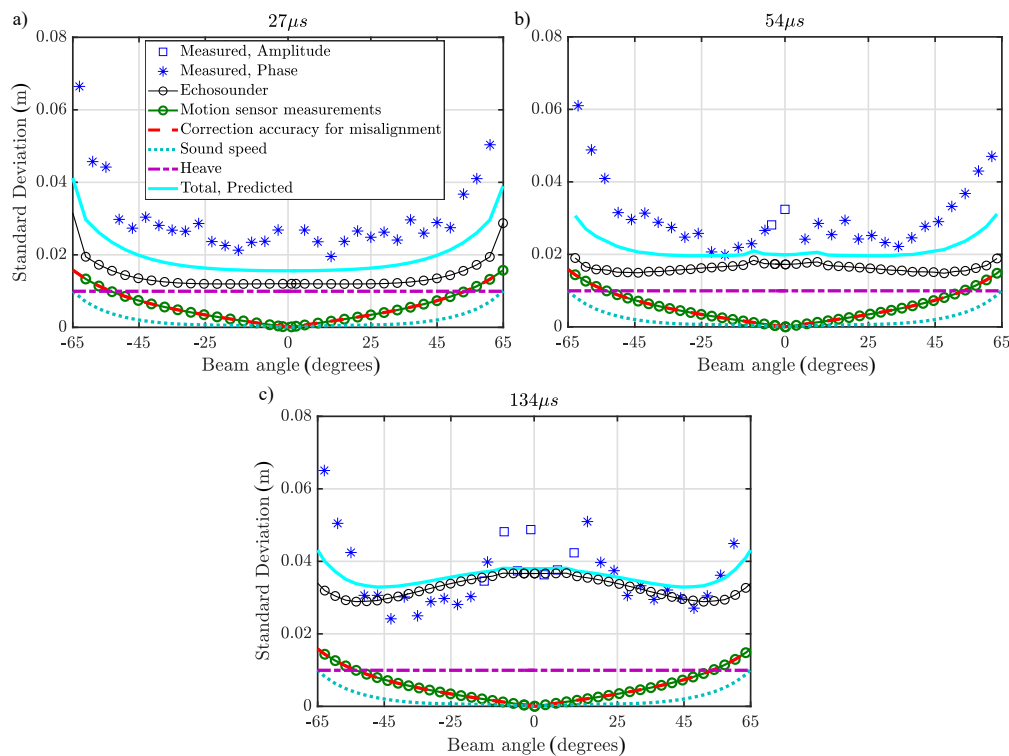 a)
27μs
0.08
0.06
0.04
0.02
0
Standard Deviation (m)
Measured, Amplitude
Measured, Phase
Echosounder
Motion sensor measurements
Correction accuracy for misalignment
Sound speed
Heave
Total, Predicted
-65 -45 -25 0 25 45 65
Beam angle (degrees)
b)
54μs
0.08
0.06
0.04
0.02
0
-65 -45 -25 0 25 45 65
Beam angle (degrees)
c)
134μs
0.08
0.06
0.04
0.02
0
Standard Deviation (m)
-65 -45 -25 0 25 45 65
Beam angle (degrees)